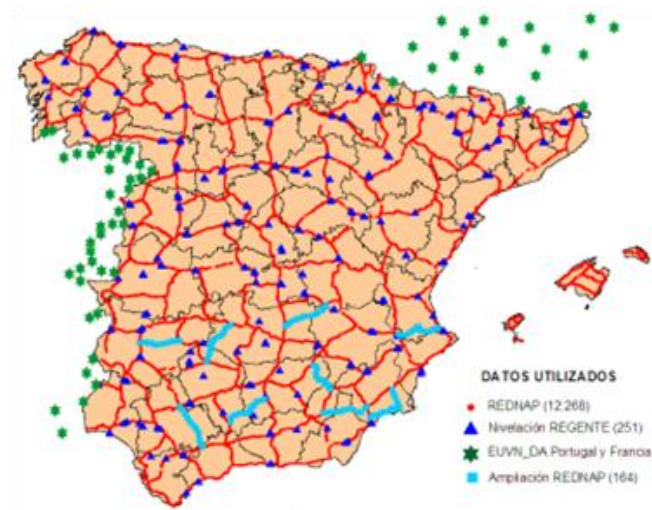 DATOS UTILIZADOS
REDNAP (12.268)
Nivelación REGENTE (251)
EUVN_DA Portugal y Francia
Ampliación REDNAP (164)